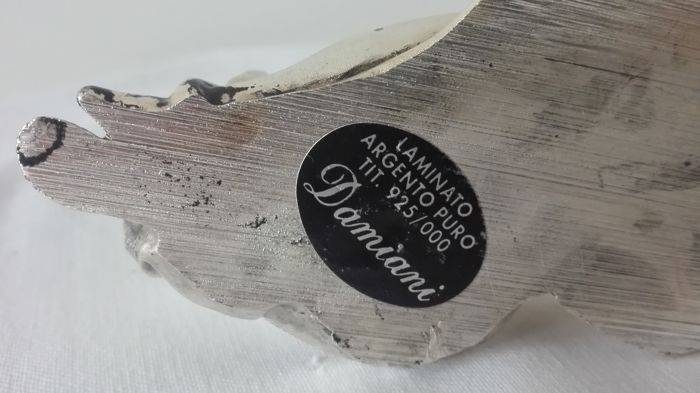 LAMINATO
ARGENTO PURO
TIT. 925/000
Damiani